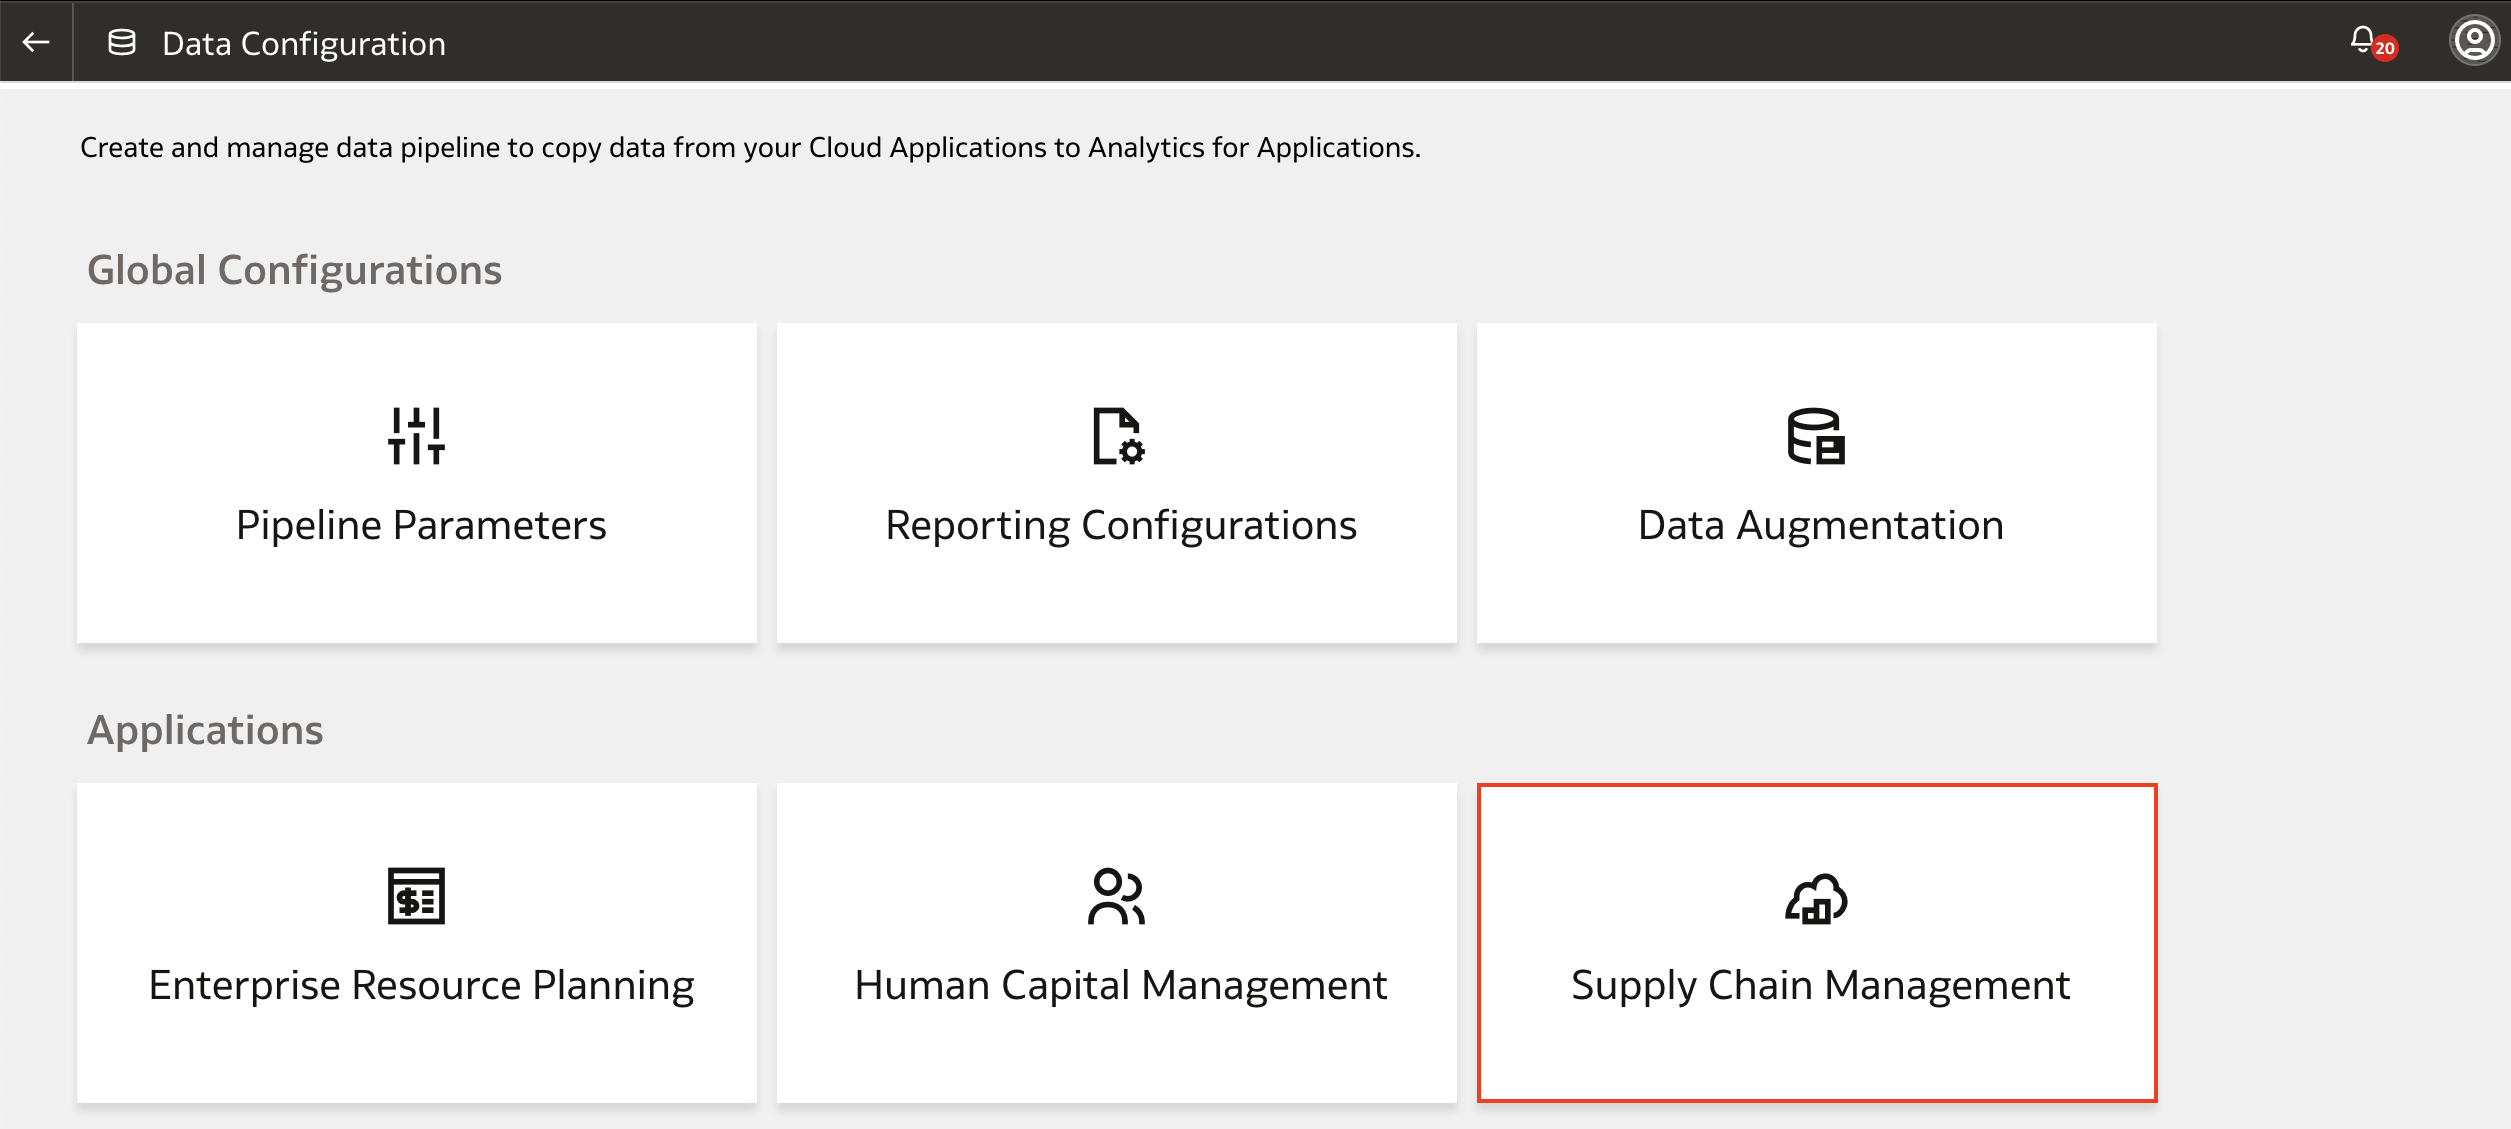 Data Configuration
20
Create and manage data pipeline to copy data from your Cloud Applications to Analytics for Applications.
Global Configurations
Pipeline Parameters
Reporting Configurations
Data Augmentation
Applications
Enterprise Resource Planning
Human Capital Management
Supply Chain Management